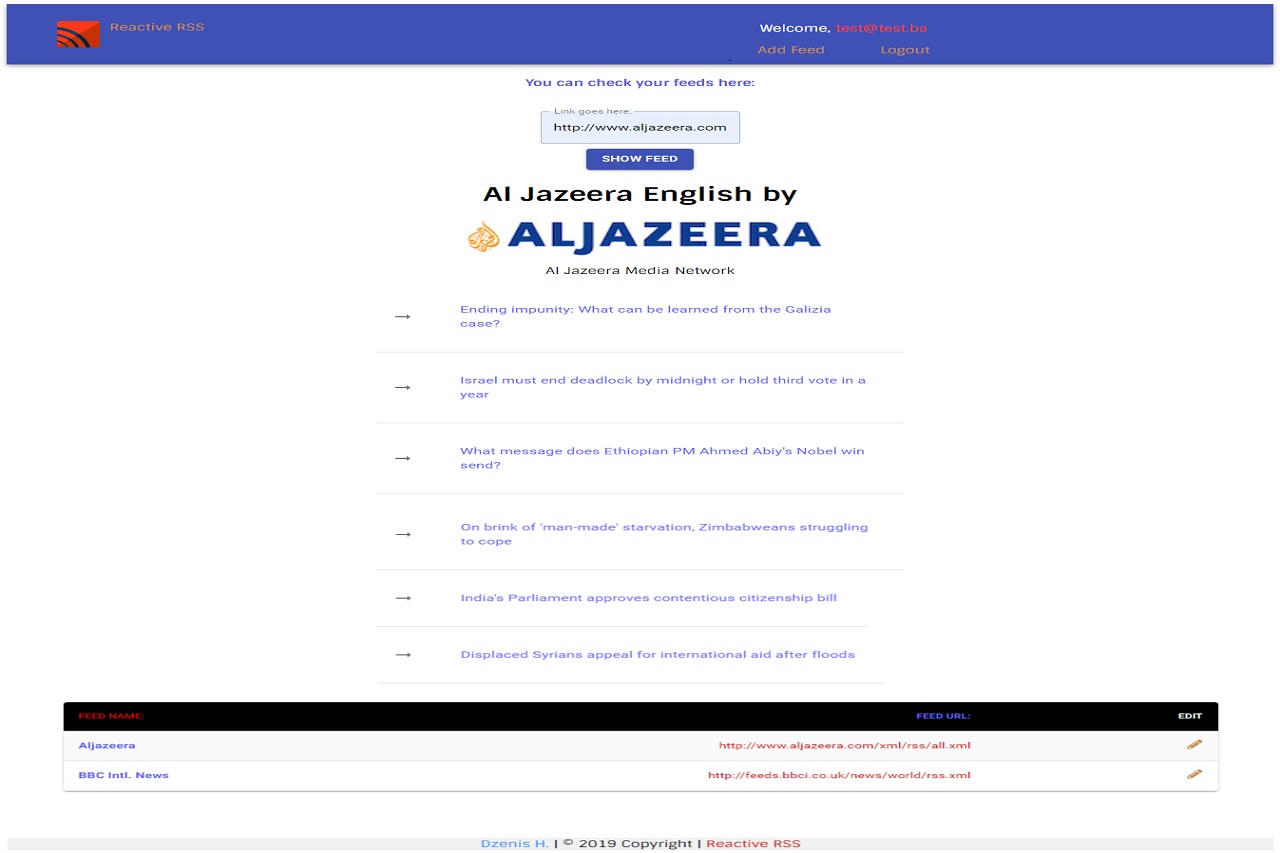 Reactive RSS
Welcome, test@test.ba
Add Feed Logout
You can check your feeds here:
Link goes here:
http://www.aljazeera.com
SHOW FEED
Al Jazeera English by
ALJAZEERA
Al Jazeera Media Network
→ Ending impunity: What can be learned from the Galizia
case?
→ Israel must end deadlock by midnight or hold third vote in a
year
→ What message does Ethiopian PM Ahmed Abiy's Nobel win
send?
→ On brink of 'man-made' starvation, Zimbabweans struggling
to cope
→ India's Parliament approves contentious citizenship bill
→ Displaced Syrians appeal for international aid after floods
FEED NAME: FEED URL: EDIT
Aljazeera http://www.aljazeera.com/xml/rss/all.xml
BBC Intl. News http://feeds.bbci.co.uk/news/world/rss.xml
Dzenis H. | © 2019 Copyright | Reactive RSS